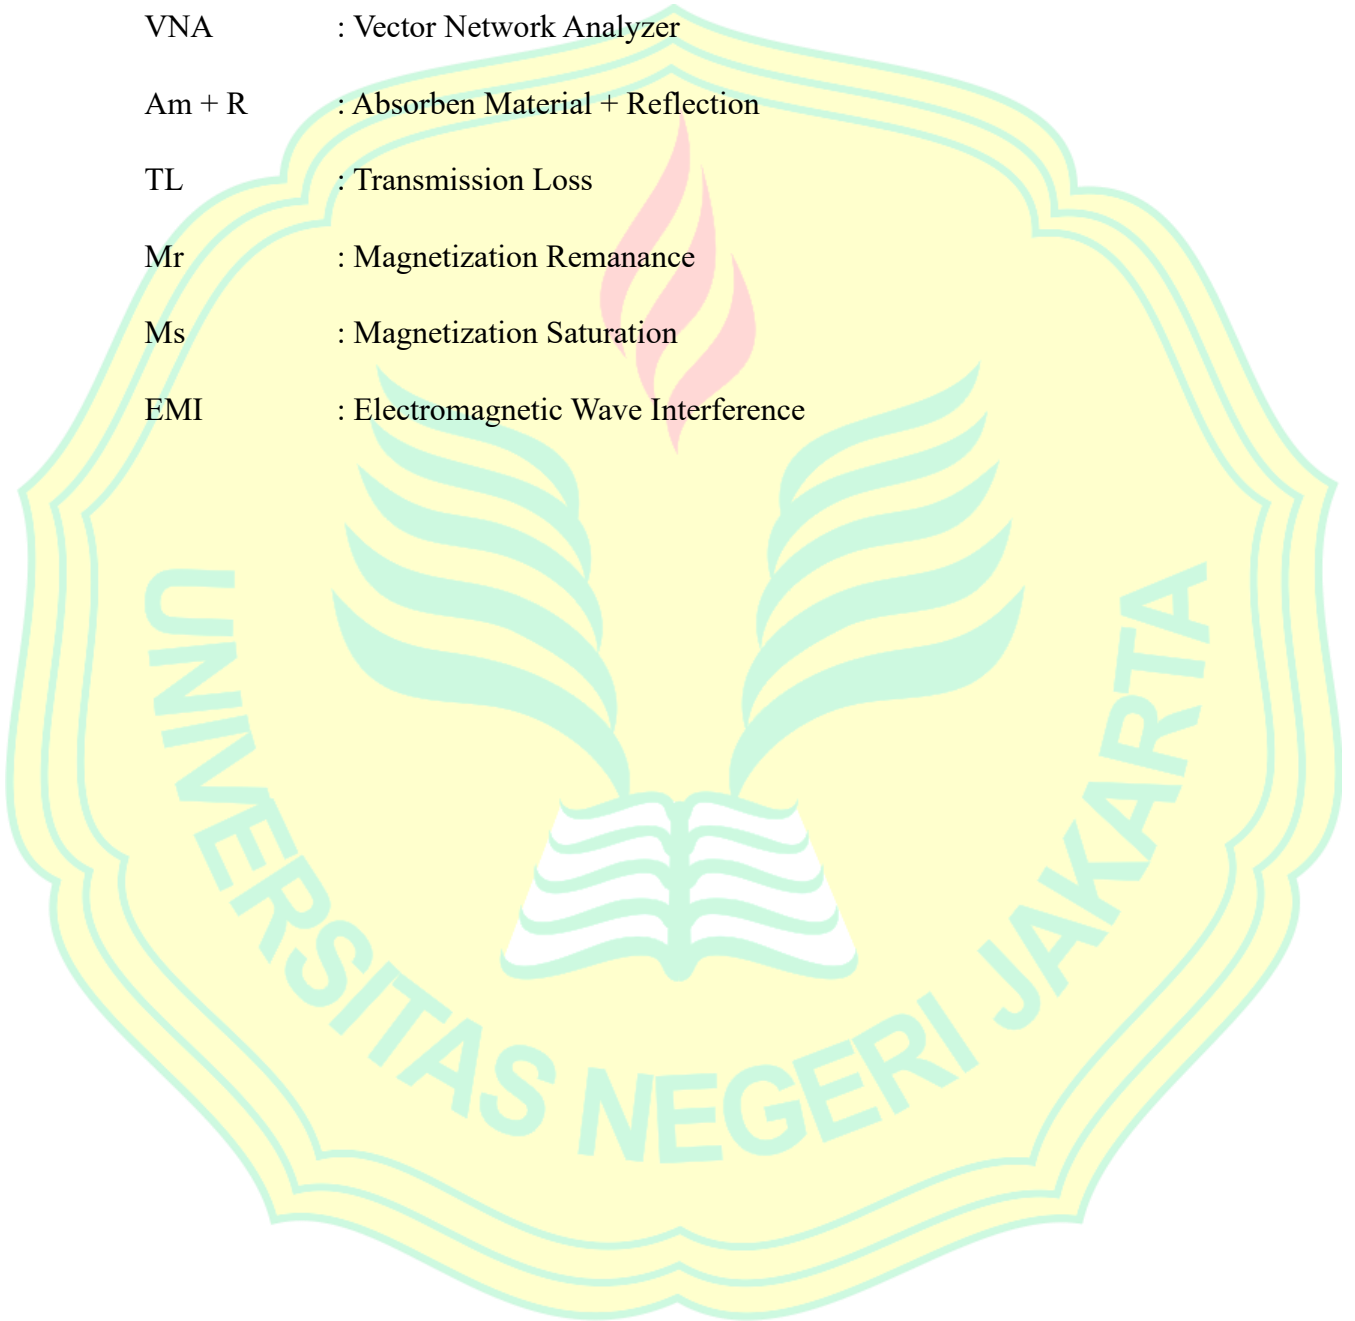 VNA : Vector Network Analyzer
Am + R : Absorben Material + Reflection
TL : Transmission Loss
Mr : Magnetization Remanance
Ms : Magnetization Saturation
EMI : Electromagnetic Wave Interference
UNIVERSITAS NEGERI JAKARTA